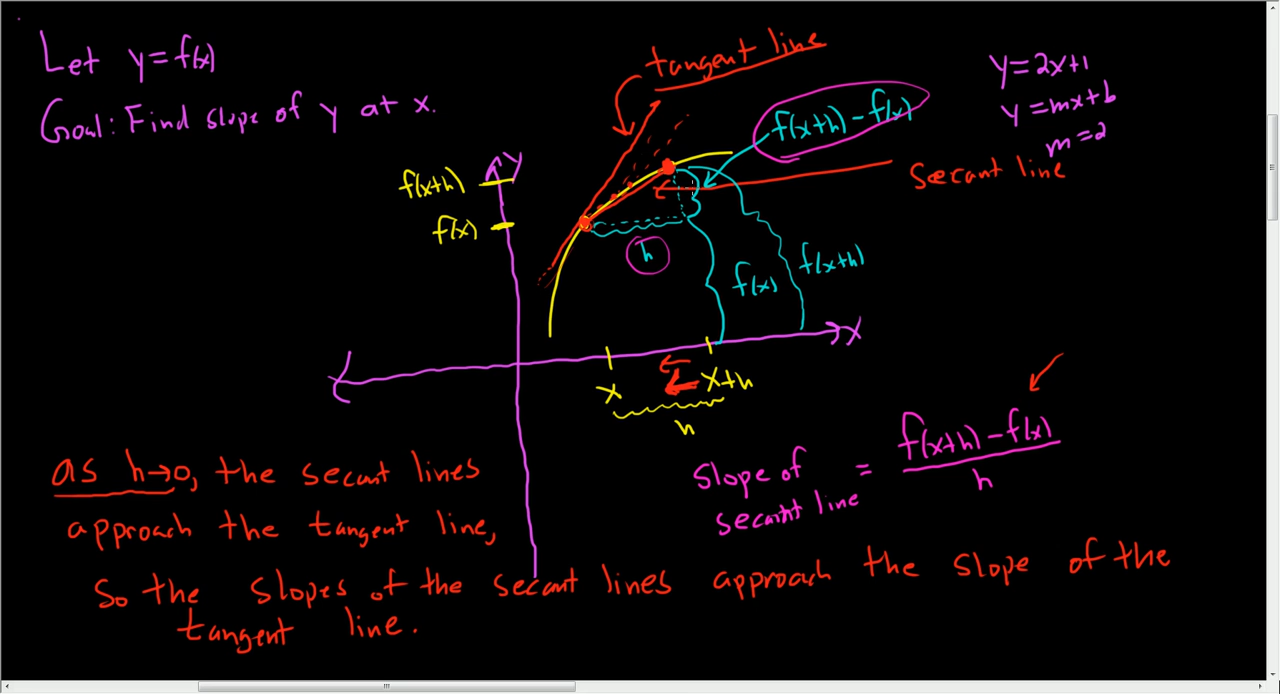 Let y=f(x)
Goal: Find slope of y at x.
tangent line
f(x+h)-f(x)
y=2x+1
y=mx+b
m=2
secant line
y
f(x+h)
f(x)
h
f(x)
f(x+h)
x
x
x+h
h
as h→0, the secant lines
approach the tangent line,
so the slopes of the secant lines approach the slope of the
tangent line.
slope of
secant line
=
f(x+h)-f(x)
h